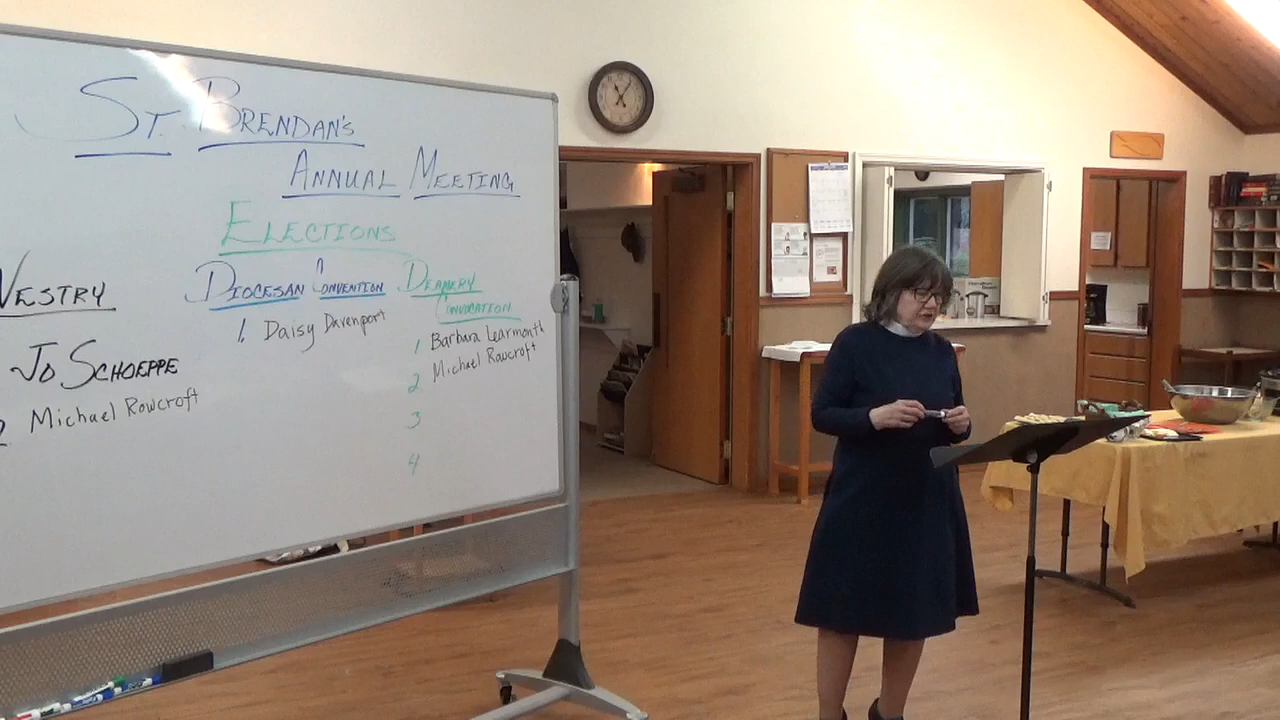 ST. BRENDAN'S
ANNUAL MEETING
ELECTIONS
VESTRY
JO SCHOEPPE
2 Michael Rowcroft
DIOCESAN CONVENTION
1. Daisy Davenport
DEANERY
CONVOCATION
1 Barbara Learmonth
2 Michael Rowcroft
3
4